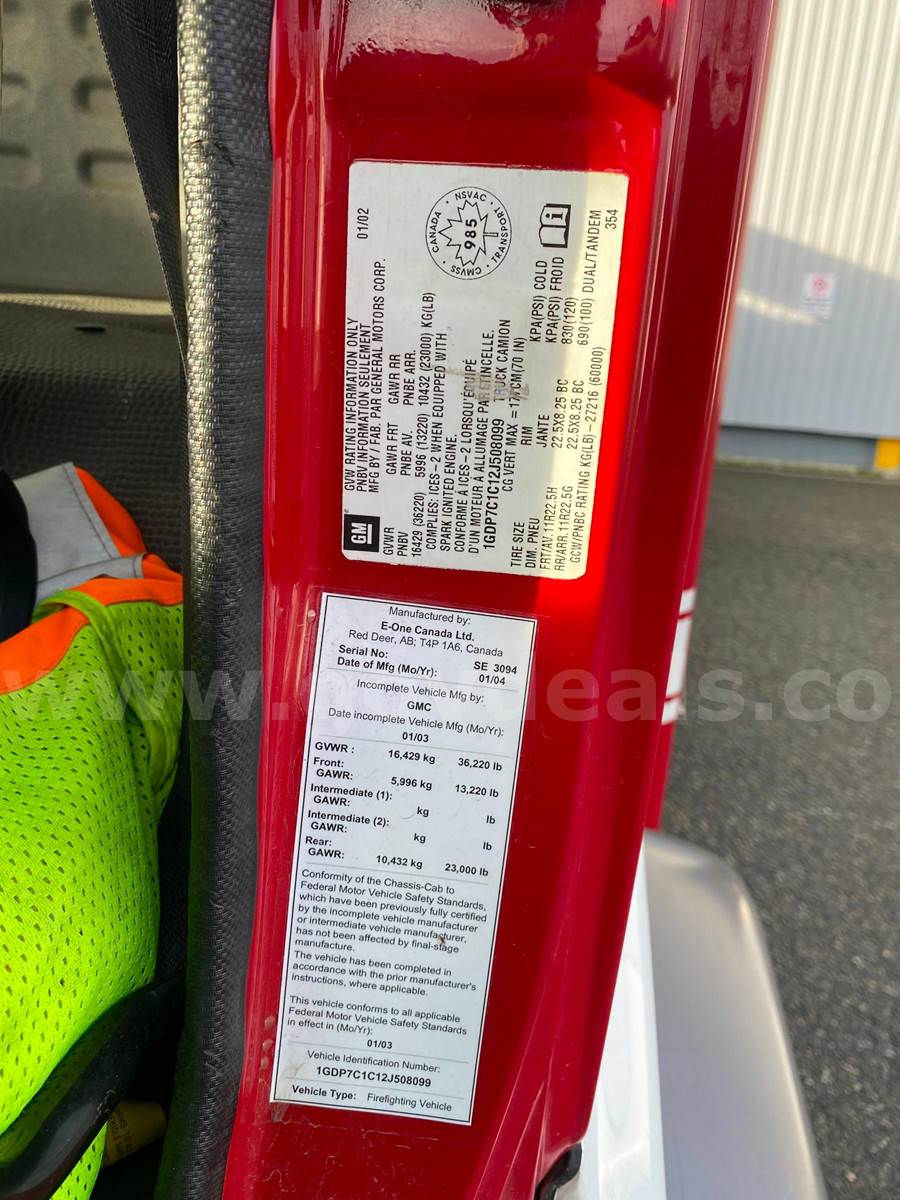 GVW RATING INFORMATION ONLY 01/02
PNBV INFORMATION SEULEMENT
MFG BY / FAB. PAR GENERAL MOTORS CORP.
GM
GVWR GAWR FRT GAWR RR
PNBV PNBE AV. PNBE ARR.
16429 (36220) 5996 (13220) 10432 (23000) KG(LB)
COMPLIES: ICES-2 WHEN EQUIPPED WITH
SPARK IGNITED ENGINE.
CONFORME À ICES-2 LORSQU'ÉQUIPÉ
D'UN MOTEUR À ALLUMAGE PAR ÉTINCELLE.
1GDP7C1C12J508099 TRUCK CAMION
CG VERT MAX = CM(70 IN)
TIRE SIZE RIM KPA(PSI) COLD
DIM. PNEU JANTE KPA(PSI) FROID
FRT/AV.11R22.5H 22.5X8.25 BC 830(120)
RR/ARR.11R22.5G 22.5X8.25 BC 690(100) DUAL/TANDEM
GCW/PNBC RATING KG(LB)-27216 (60000) 354
CANADA · NSVAC · TRANSPORT · CMVSS
985
Manufactured by:
E-One Canada Ltd.
Red Deer, AB; T4P 1A6, Canada
Serial No: SE 3094
Date of Mfg (Mo/Yr): 01/04
Incomplete Vehicle Mfg by:
GMC
Date incomplete Vehicle Mfg (Mo/Yr):
01/03
GVWR : 16,429 kg 36,220 lb
Front:
GAWR: 5,996 kg 13,220 lb
Intermediate (1):
GAWR: kg lb
Intermediate (2):
GAWR: kg lb
Rear:
GAWR: 10,432 kg 23,000 lb
Conformity of the Chassis-Cab to
Federal Motor Vehicle Safety Standards,
which have been previously fully certified
by the incomplete vehicle manufacturer
or intermediate vehicle manufacturer,
has not been affected by final-stage
manufacture.
The vehicle has been completed in
accordance with the prior manufacturer's
instructions, where applicable.
This vehicle conforms to all applicable
Federal Motor Vehicle Safety Standards
in effect in (Mo/Yr):
01/03
Vehicle Identification Number:
1GDP7C1C12J508099
Vehicle Type: Firefighting Vehicle